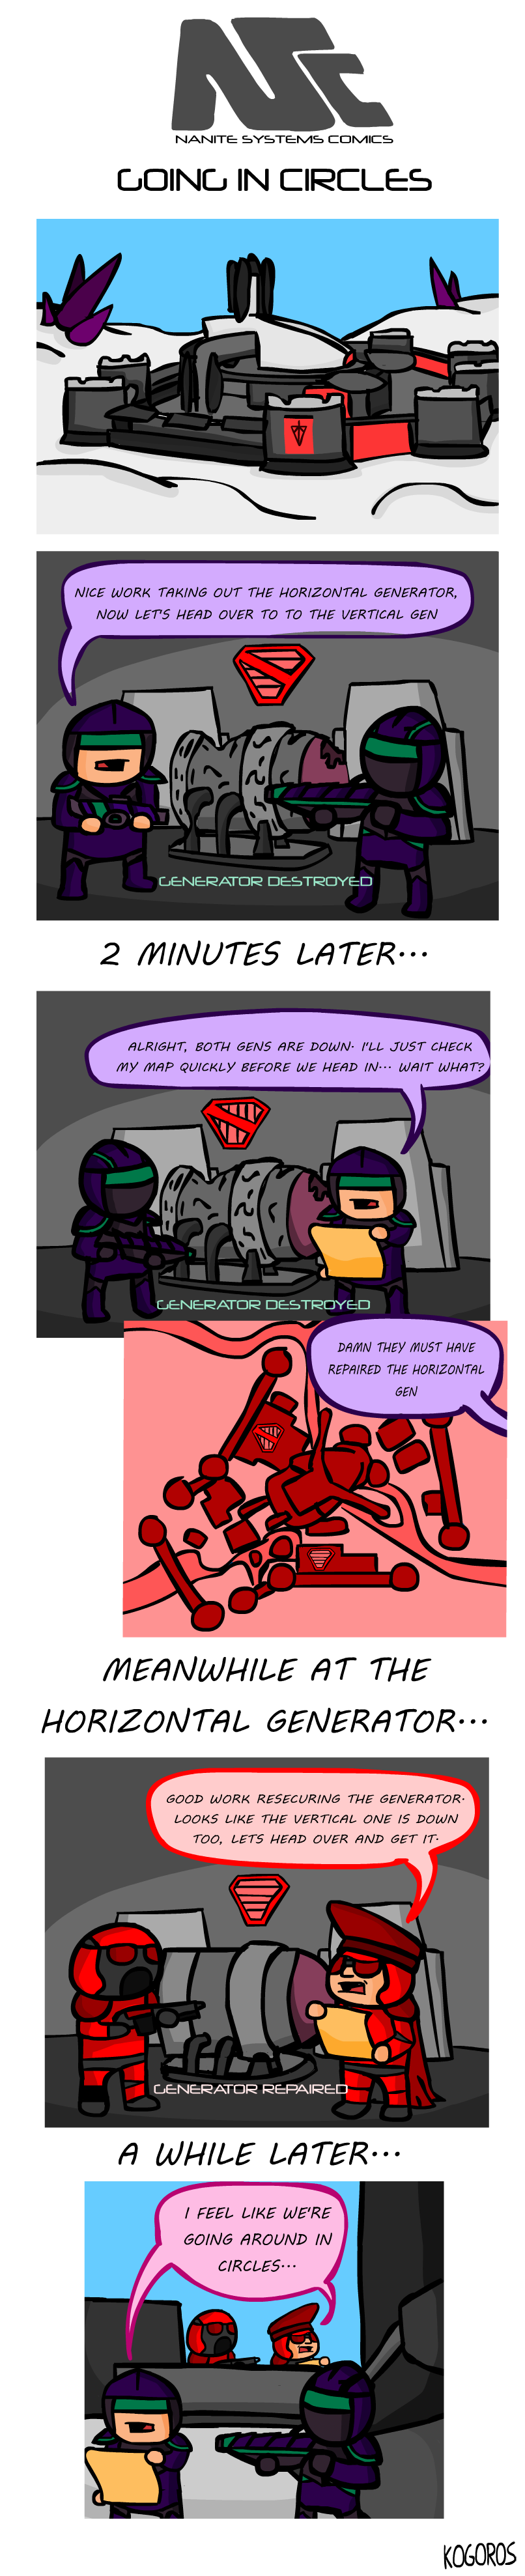 NSC
NANITE SYSTEMS COMICS
GOING IN CIRCLES
NICE WORK TAKING OUT THE HORIZONTAL GENERATOR,
NOW LET'S HEAD OVER TO TO THE VERTICAL GEN
GENERATOR DESTROYED
2 MINUTES LATER...
ALRIGHT, BOTH GENS ARE DOWN. I'LL JUST CHECK
MY MAP QUICKLY BEFORE WE HEAD IN... WAIT WHAT?
GENERATOR DESTROYED
DAMN THEY MUST HAVE
REPAIRED THE HORIZONTAL
GEN
MEANWHILE AT THE
HORIZONTAL GENERATOR...
GOOD WORK RESECURING THE GENERATOR.
LOOKS LIKE THE VERTICAL ONE IS DOWN
TOO, LETS HEAD OVER AND GET IT.
GENERATOR REPAIRED
A WHILE LATER...
I FEEL LIKE WE'RE
GOING AROUND IN
CIRCLES...
KOGOROS